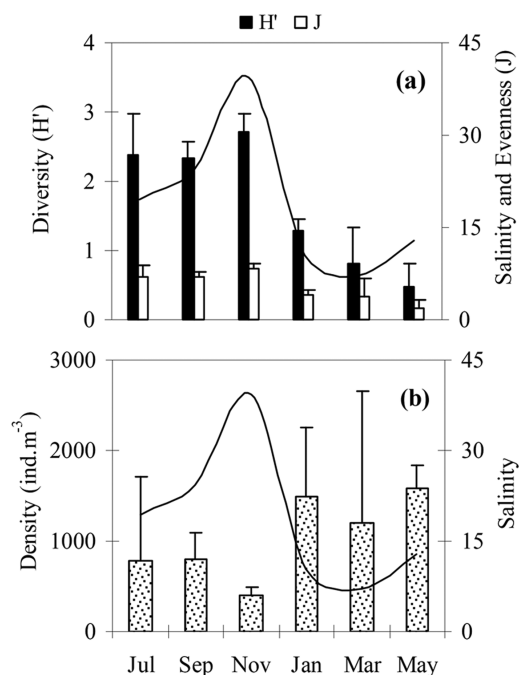 H' J
4
3
2
1
0
Diversity (H')
(a)
45
30
15
0
Salinity and Evenness (J)
3000
2000
1000
0
Density (ind.m-3)
(b)
45
30
15
0
Salinity
Jul Sep Nov Jan Mar May